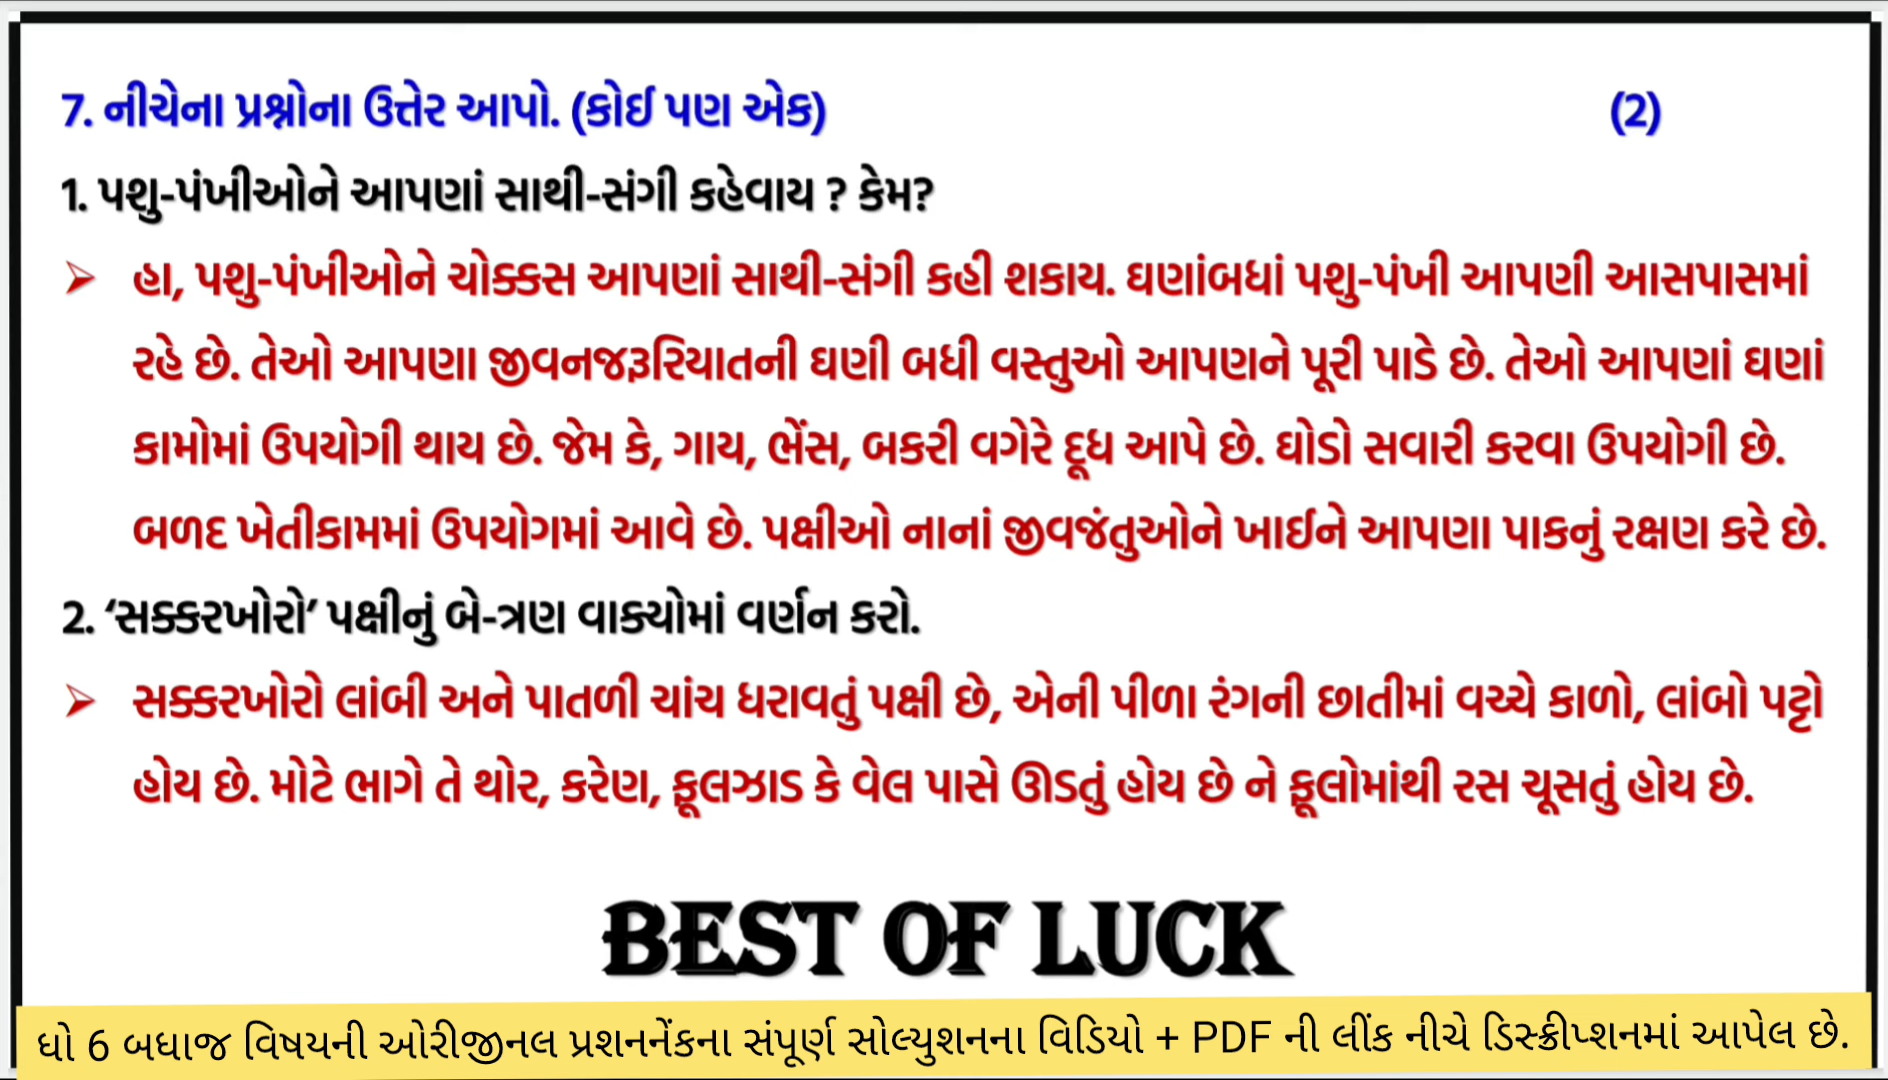 7. નીચેના પ્રશ્નોના ઉત્તેર આપો. (કોઈ પણ એક) (2)
1. પશુ-પંખીઓને આપણાં સાથી-સંગી કહેવાય ? કેમ?
➢ હા, પશુ-પંખીઓને ચોક્કસ આપણાં સાથી-સંગી કહી શકાય. ઘણાંબધાં પશુ-પંખી આપણી આસપાસમાં
રહે છે. તેઓ આપણા જીવનજરૂરિયાતની ઘણી બધી વસ્તુઓ આપણને પૂરી પાડે છે. તેઓ આપણાં ઘણાં
કામોમાં ઉપયોગી થાય છે. જેમ કે, ગાય, ભેંસ, બકરી વગેરે દૂધ આપે છે. ઘોડો સવારી કરવા ઉપયોગી છે.
બળદ ખેતીકામમાં ઉપયોગમાં આવે છે. પક્ષીઓ નાનાં જીવજંતુઓને ખાઈને આપણા પાકનું રક્ષણ કરે છે.
2. ‘સક્કરખોરો’ પક્ષીનું બે-ત્રણ વાક્યોમાં વર્ણન કરો.
➢ સક્કરખોરો લાંબી અને પાતળી ચાંચ ધરાવતું પક્ષી છે, એની પીળા રંગની છાતીમાં વચ્ચે કાળો, લાંબો પટ્ટો
હોય છે. મોટે ભાગે તે થોર, કરેણ, ફૂલઝાડ કે વેલ પાસે ઊડતું હોય છે ને ફૂલોમાંથી રસ ચૂસતું હોય છે.
BEST OF LUCK
ધો 6 બધાજ વિષયની ઓરીજીનલ પ્રશનનેંકના સંપૂર્ણ સોલ્યુશનના વિડિયો + PDF ની લીંક નીચે ડિસ્ક્રીપ્શનમાં આપેલ છે.